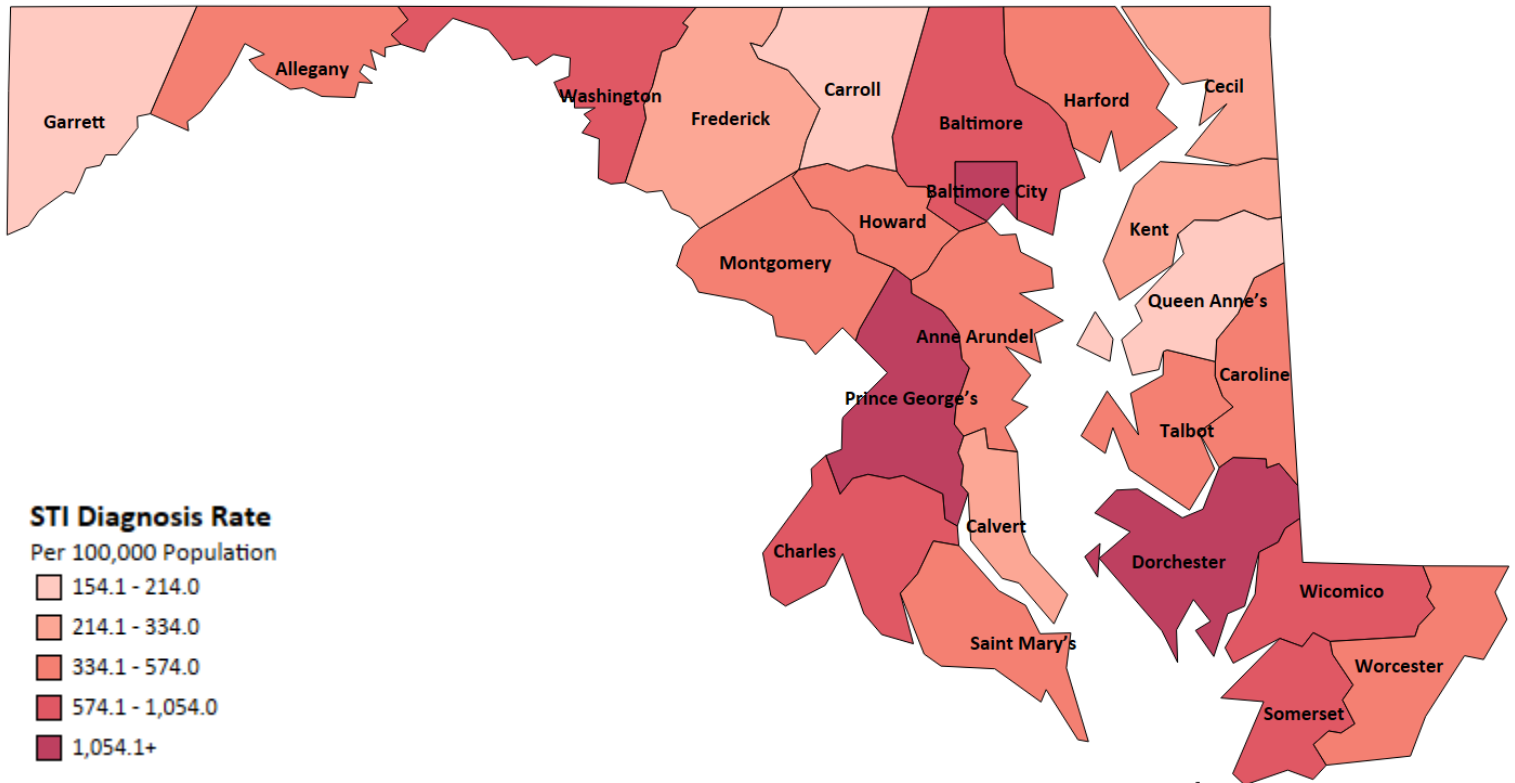 Allegany
Washington
Carroll
Garrett
Frederick
Baltimore
Harford
Cecil
Baltimore City
Howard
Kent
Montgomery
Queen Anne’s
Anne Arundel
Caroline
Prince George’s
Talbot
Calvert
Charles
Dorchester
Wicomico
Saint Mary’s
Worcester
Somerset
STI Diagnosis Rate
Per 100,000 Population
154.1 - 214.0
214.1 - 334.0
334.1 - 574.0
574.1 - 1,054.0
1,054.1+